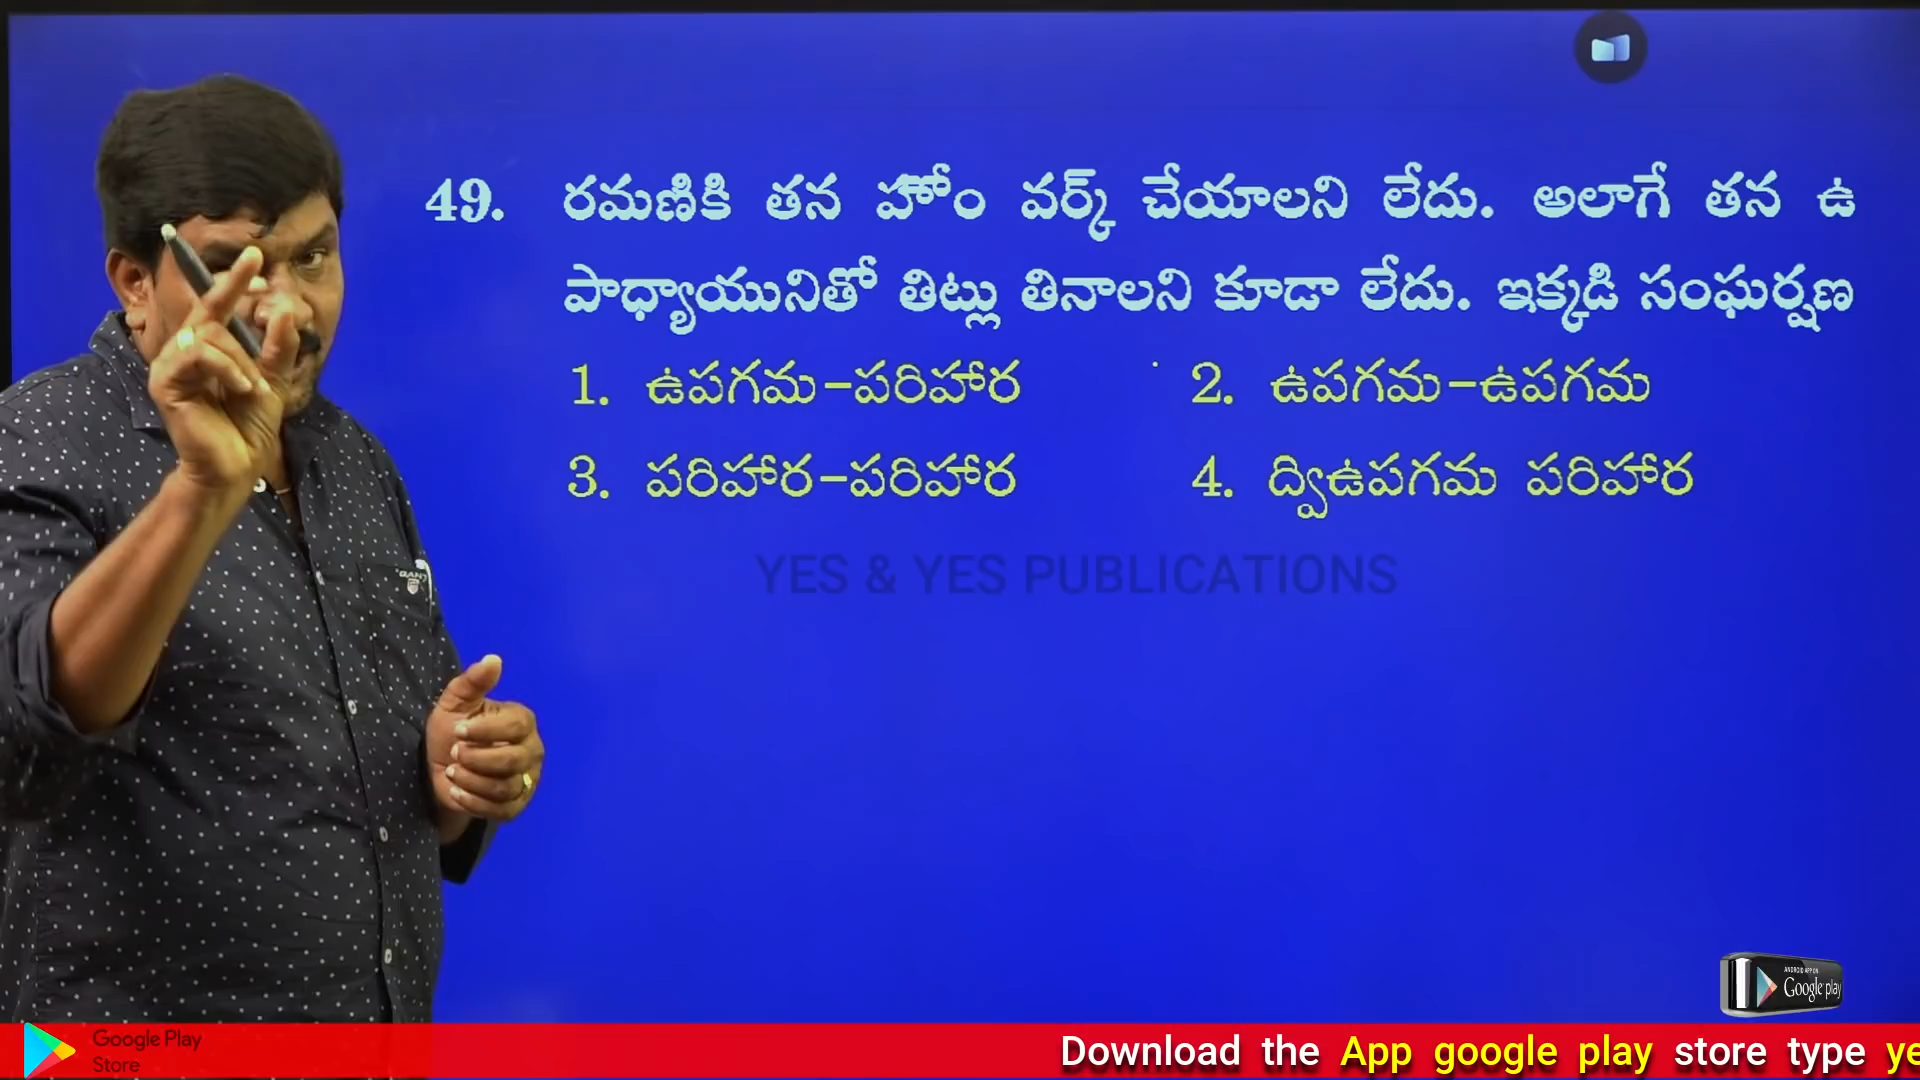 49. రమణికి తన హోం వర్క్ చేయాలని లేదు. అలాగే తన ఉ
పాధ్యాయునితో తిట్లు తినాలని కూడా లేదు. ఇక్కడి సంఘర్షణ
1. ఉపగమ-పరిహార 2. ఉపగమ-ఉపగమ
3. పరిహార-పరిహార 4. ద్విఉపగమ పరిహార
YES & YES PUBLICATIONS
ANDROID APP ON
Google play
Google Play
Store
Download the App google play store type ye